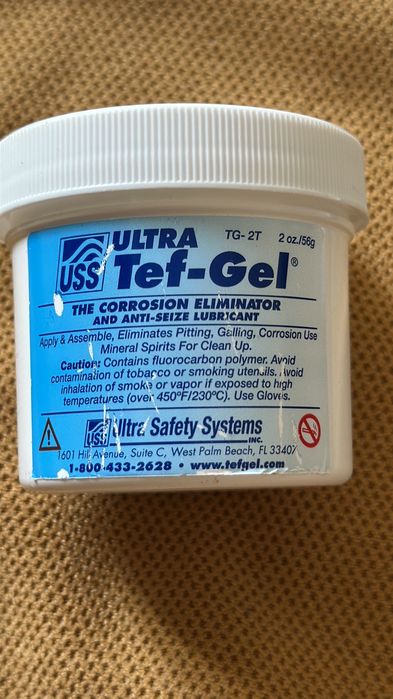 USS
ULTRA TG-2T 2 oz./56g
Tef-Gel®
THE CORROSION ELIMINATOR
AND ANTI-SEIZE LUBRICANT
Apply & Assemble, Eliminates Pitting, Galling, Corrosion Use
Mineral Spirits For Clean Up.
Caution: Contains fluorocarbon polymer. Avoid
contamination of tobacco or smoking utensils. Avoid
inhalation of smoke or vapor if exposed to high
temperatures (over 450ºF/230ºC). Use Gloves.
USS Ultra Safety Systems
INC.
1601 Hill Avenue, Suite C, West Palm Beach, FL 33407
1-800-433-2628 • www.tefgel.com